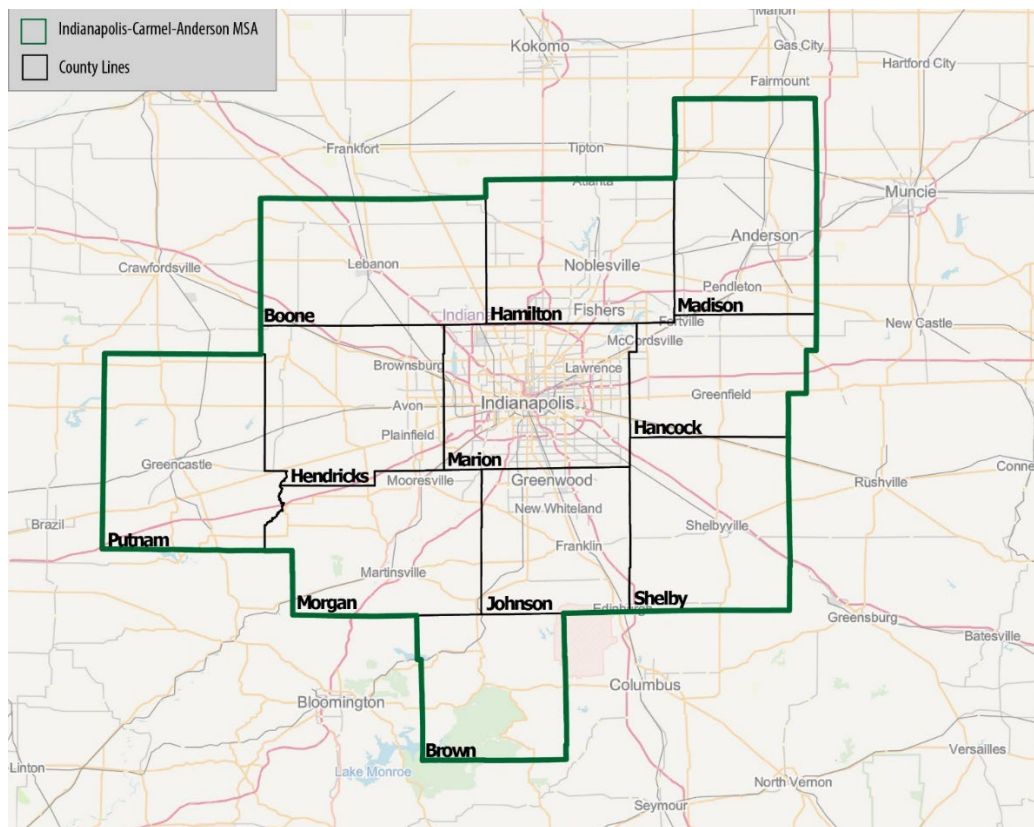 Indianapolis-Carmel-Anderson MSA
County Lines
Marion
Kokomo
Gas City
Hartford City
Fairmount
Frankfort
Tipton
Atlanta
Muncie
Anderson
Crawfordsville
Lebanon
Noblesville
Pendleton
Boone
Hamilton
Fishers
Madison
Fortville
New Castle
McCordsville
Brownsburg
Lawrence
Greenfield
Avon
Indianapolis
Plainfield
Hancock
Greencastle
Marion
Hendricks
Mooresville
Greenwood
Rushville
New Whiteland
Brazil
Shelbyville
Putnam
Franklin
Martinsville
Morgan
Johnson
Edinburgh
Shelby
Greensburg
Batesville
Columbus
Bloomington
Brown
Versailles
Linton
Lake Monroe
North Vernon
Seymour